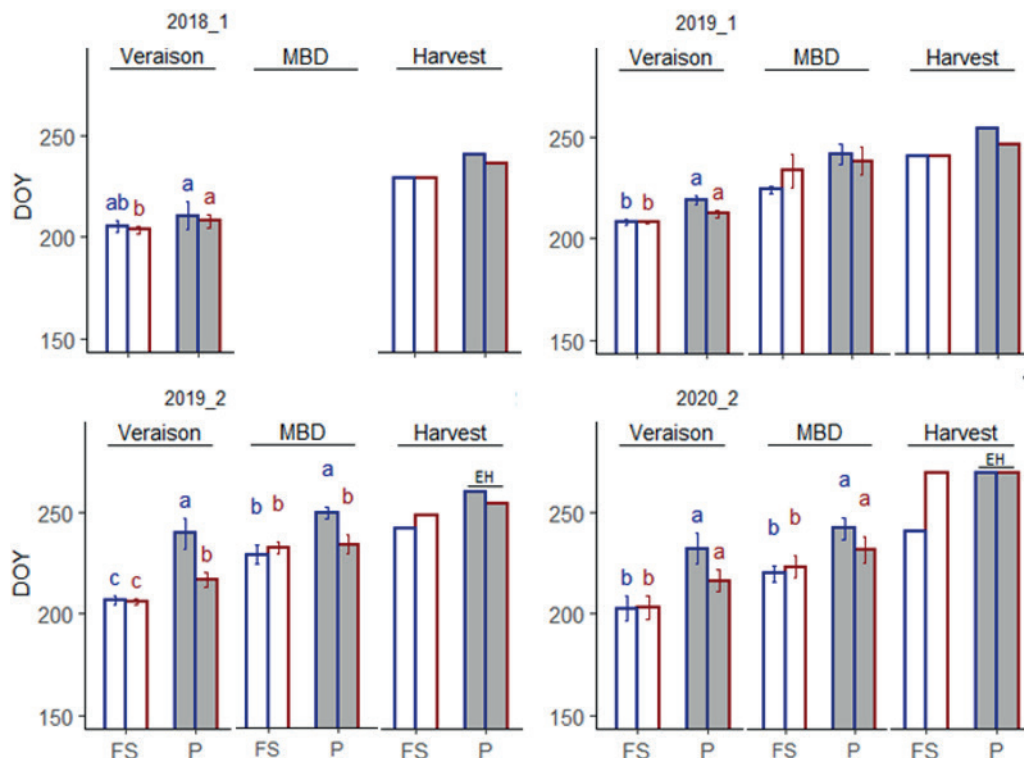 2018_1
Veraison MBD Harvest
DOY
250
200
150
ab b a a
2019_1
Veraison MBD Harvest
250
200
150
b b a a
2019_2
Veraison MBD Harvest
DOY
250
200
150
c c a b b b a b EH
FS P FS P FS P
2020_2
Veraison MBD Harvest
250
200
150
b b a a b b a a EH
FS P FS P FS P